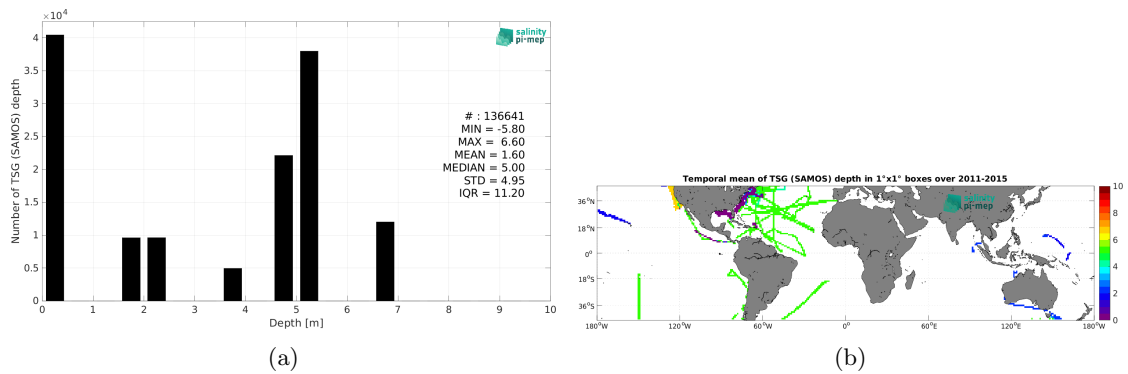 ×10⁴
4
3.5
3
2.5
2
1.5
1
0.5
0
Number of TSG (SAMOS) depth
salinity
pi-mep
# : 136641
MIN = -5.80
MAX = 6.60
MEAN = 1.60
MEDIAN = 5.00
STD = 4.95
IQR = 11.20
0 1 2 3 4 5 6 7 8 9 10
Depth [m]
(a)
Temporal mean of TSG (SAMOS) depth in 1°x1° boxes over 2011-2015
salinity
pi-mep
36°N
18°N
0°
18°S
36°S
180°W 120°W 60°W 0° 60°E 120°E 180°W
10
8
6
4
2
0
(b)